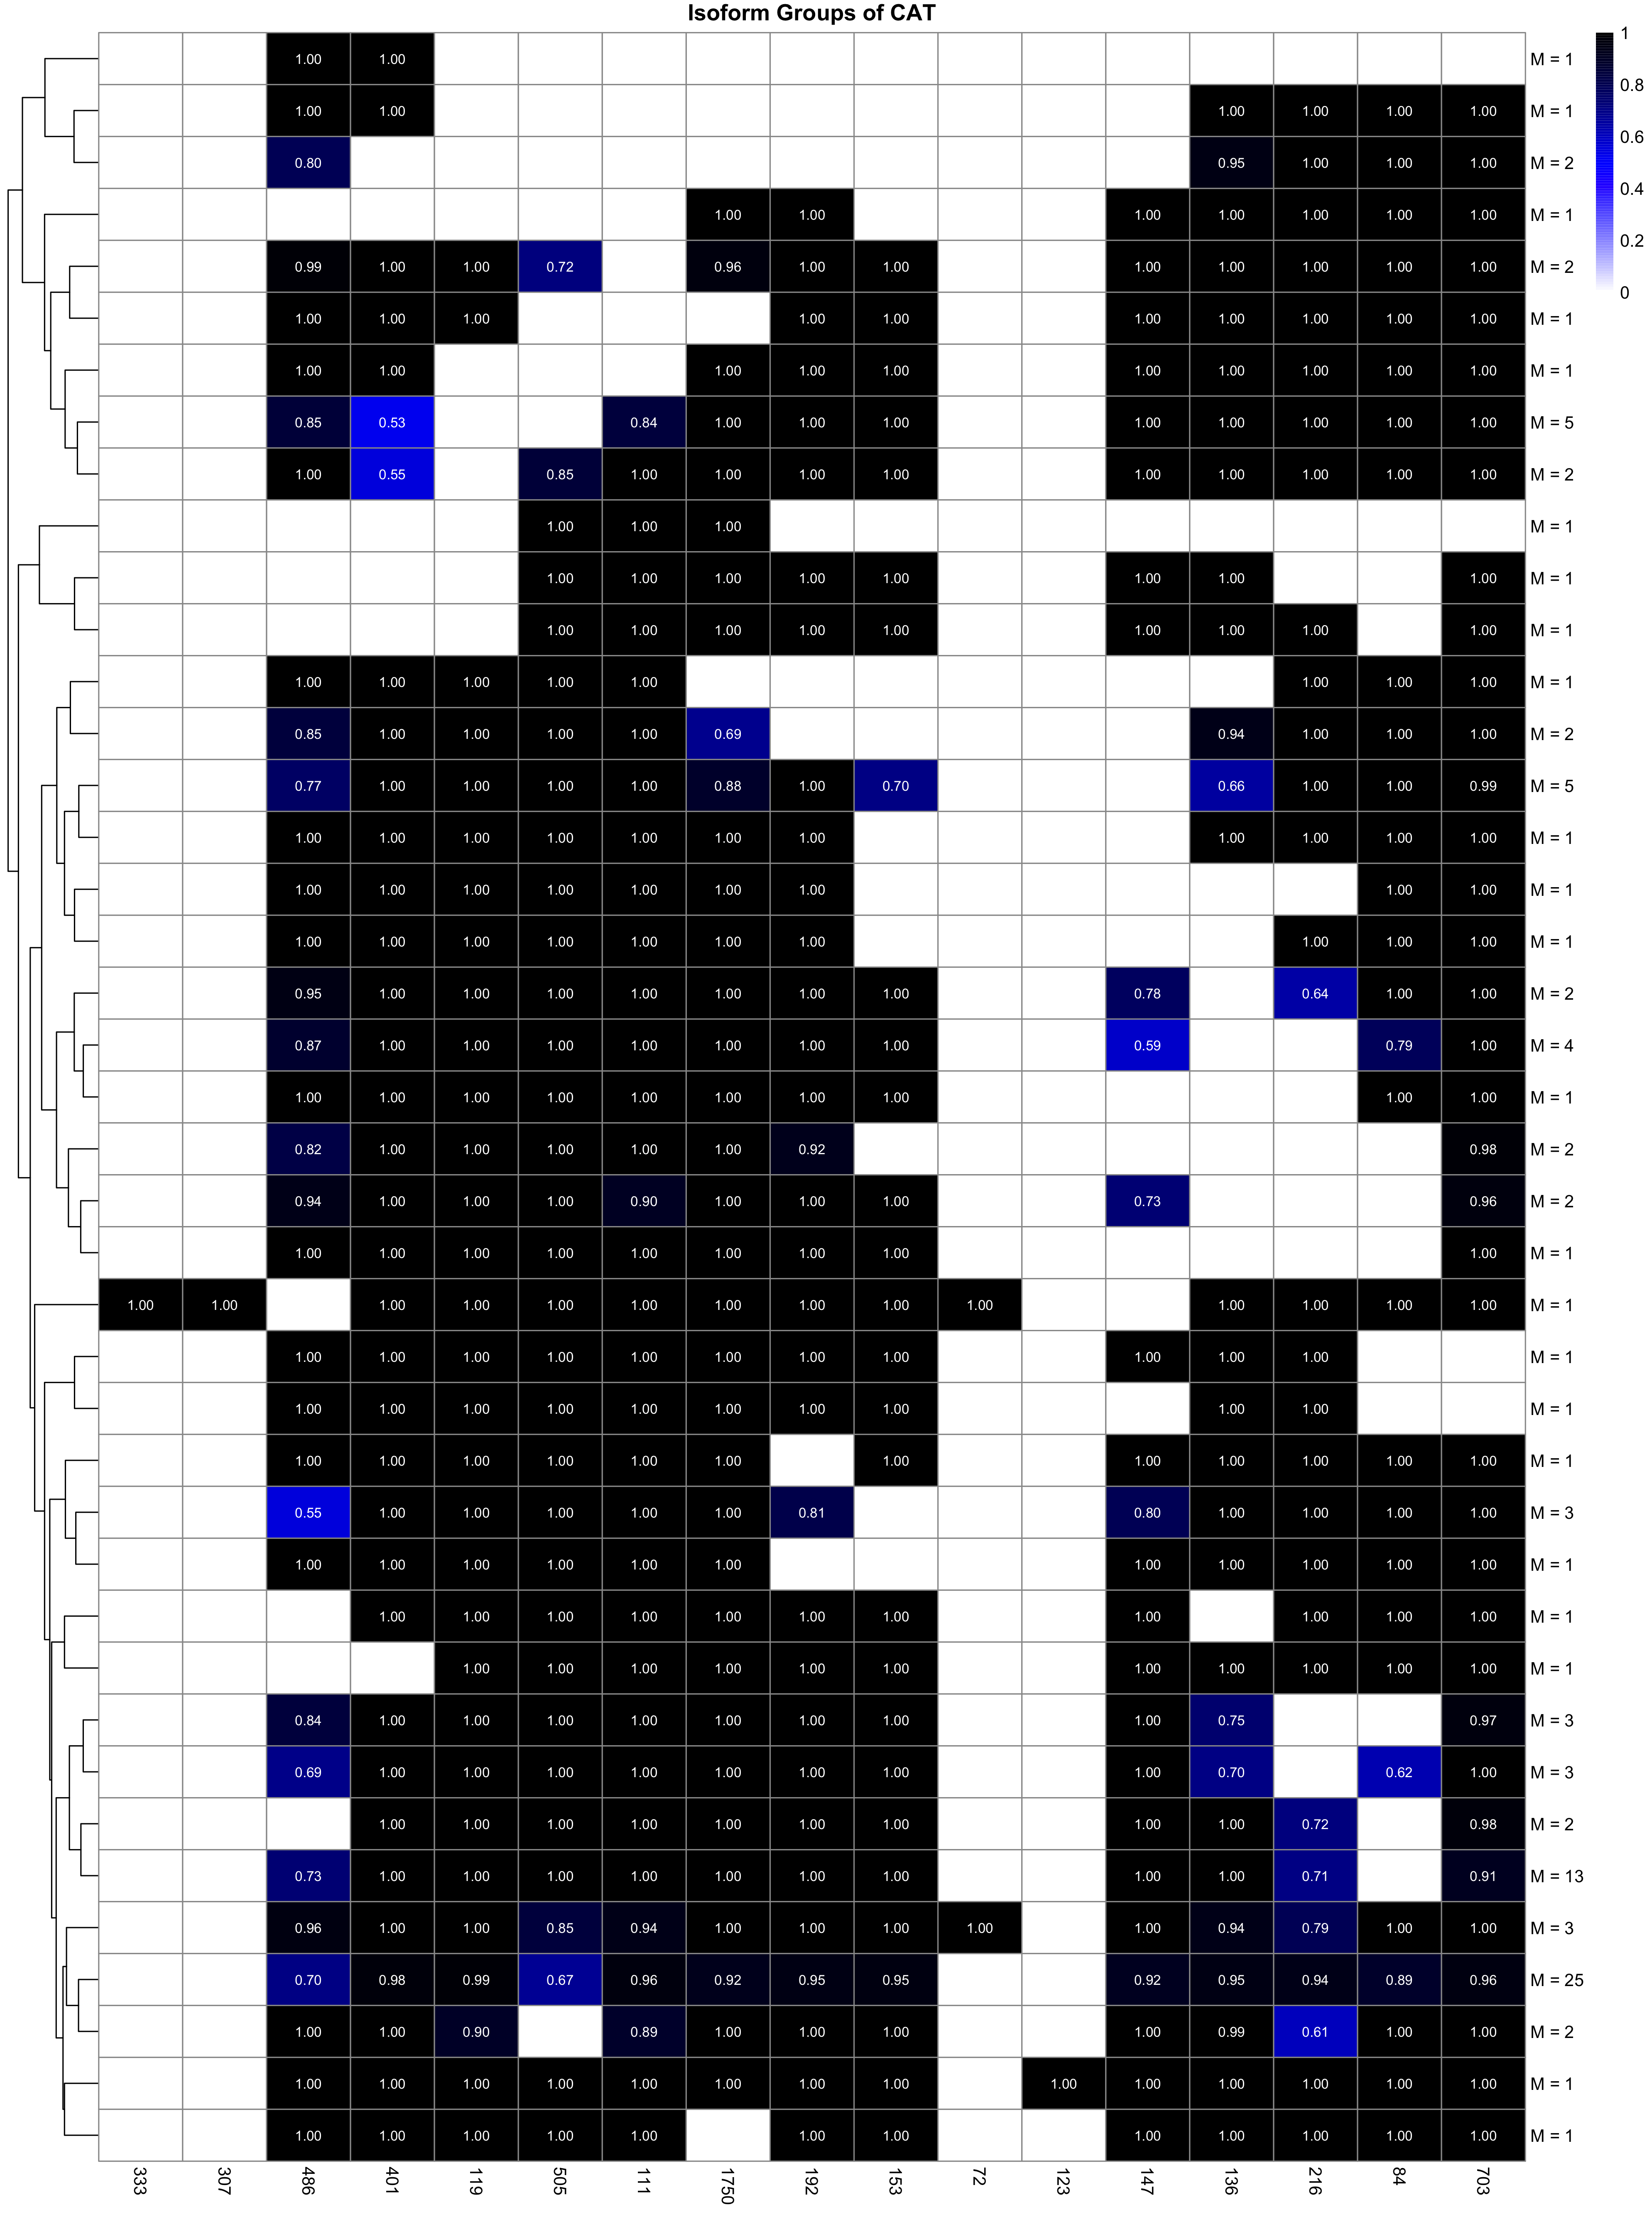 Isoform Groups of CAT
1.00 1.00 M = 1
1.00 1.00 1.00 1.00 1.00 1.00 M = 1
0.80 0.95 1.00 1.00 1.00 M = 2
1.00 1.00 1.00 1.00 1.00 1.00 1.00 M = 1
0.99 1.00 1.00 0.72 0.96 1.00 1.00 1.00 1.00 1.00 1.00 1.00 M = 2
1.00 1.00 1.00 1.00 1.00 1.00 1.00 1.00 1.00 1.00 M = 1
1.00 1.00 1.00 1.00 1.00 1.00 1.00 1.00 1.00 1.00 M = 1
0.85 0.53 0.84 1.00 1.00 1.00 1.00 1.00 1.00 1.00 1.00 M = 5
1.00 0.55 0.85 1.00 1.00 1.00 1.00 1.00 1.00 1.00 1.00 1.00 M = 2
1.00 1.00 1.00 M = 1
1.00 1.00 1.00 1.00 1.00 1.00 1.00 1.00 M = 1
1.00 1.00 1.00 1.00 1.00 1.00 1.00 1.00 1.00 M = 1
1.00 1.00 1.00 1.00 1.00 1.00 1.00 1.00 M = 1
0.85 1.00 1.00 1.00 1.00 0.69 0.94 1.00 1.00 1.00 M = 2
0.77 1.00 1.00 1.00 1.00 0.88 1.00 0.70 0.66 1.00 1.00 0.99 M = 5
1.00 1.00 1.00 1.00 1.00 1.00 1.00 1.00 1.00 1.00 1.00 M = 1
1.00 1.00 1.00 1.00 1.00 1.00 1.00 1.00 1.00 M = 1
1.00 1.00 1.00 1.00 1.00 1.00 1.00 1.00 1.00 1.00 M = 1
0.95 1.00 1.00 1.00 1.00 1.00 1.00 1.00 0.78 0.64 1.00 1.00 M = 2
0.87 1.00 1.00 1.00 1.00 1.00 1.00 1.00 0.59 0.79 1.00 M = 4
1.00 1.00 1.00 1.00 1.00 1.00 1.00 1.00 1.00 1.00 M = 1
0.82 1.00 1.00 1.00 1.00 1.00 0.92 0.98 M = 2
0.94 1.00 1.00 1.00 0.90 1.00 1.00 1.00 0.73 0.96 M = 2
1.00 1.00 1.00 1.00 1.00 1.00 1.00 1.00 1.00 M = 1
1.00 1.00 1.00 1.00 1.00 1.00 1.00 1.00 1.00 1.00 1.00 1.00 1.00 1.00 M = 1
1.00 1.00 1.00 1.00 1.00 1.00 1.00 1.00 1.00 1.00 1.00 M = 1
1.00 1.00 1.00 1.00 1.00 1.00 1.00 1.00 1.00 1.00 M = 1
1.00 1.00 1.00 1.00 1.00 1.00 1.00 1.00 1.00 1.00 1.00 1.00 M = 1
0.55 1.00 1.00 1.00 1.00 1.00 0.81 0.80 1.00 1.00 1.00 1.00 M = 3
1.00 1.00 1.00 1.00 1.00 1.00 1.00 1.00 1.00 1.00 1.00 M = 1
1.00 1.00 1.00 1.00 1.00 1.00 1.00 1.00 1.00 1.00 1.00 M = 1
1.00 1.00 1.00 1.00 1.00 1.00 1.00 1.00 1.00 1.00 1.00 M = 1
0.84 1.00 1.00 1.00 1.00 1.00 1.00 1.00 1.00 0.75 0.97 M = 3
0.69 1.00 1.00 1.00 1.00 1.00 1.00 1.00 1.00 0.70 0.62 1.00 M = 3
1.00 1.00 1.00 1.00 1.00 1.00 1.00 1.00 1.00 0.72 0.98 M = 2
0.73 1.00 1.00 1.00 1.00 1.00 1.00 1.00 1.00 1.00 0.71 0.91 M = 13
0.96 1.00 1.00 0.85 0.94 1.00 1.00 1.00 1.00 1.00 0.94 0.79 1.00 1.00 M = 3
0.70 0.98 0.99 0.67 0.96 0.92 0.95 0.95 0.92 0.95 0.94 0.89 0.96 M = 25
1.00 1.00 0.90 0.89 1.00 1.00 1.00 1.00 0.99 0.61 1.00 1.00 M = 2
1.00 1.00 1.00 1.00 1.00 1.00 1.00 1.00 1.00 1.00 1.00 1.00 1.00 1.00 M = 1
1.00 1.00 1.00 1.00 1.00 1.00 1.00 1.00 1.00 1.00 1.00 1.00 M = 1
333 307 486 401 119 505 111 1750 192 153 72 123 147 136 216 84 703
1
0.8
0.6
0.4
0.2
0